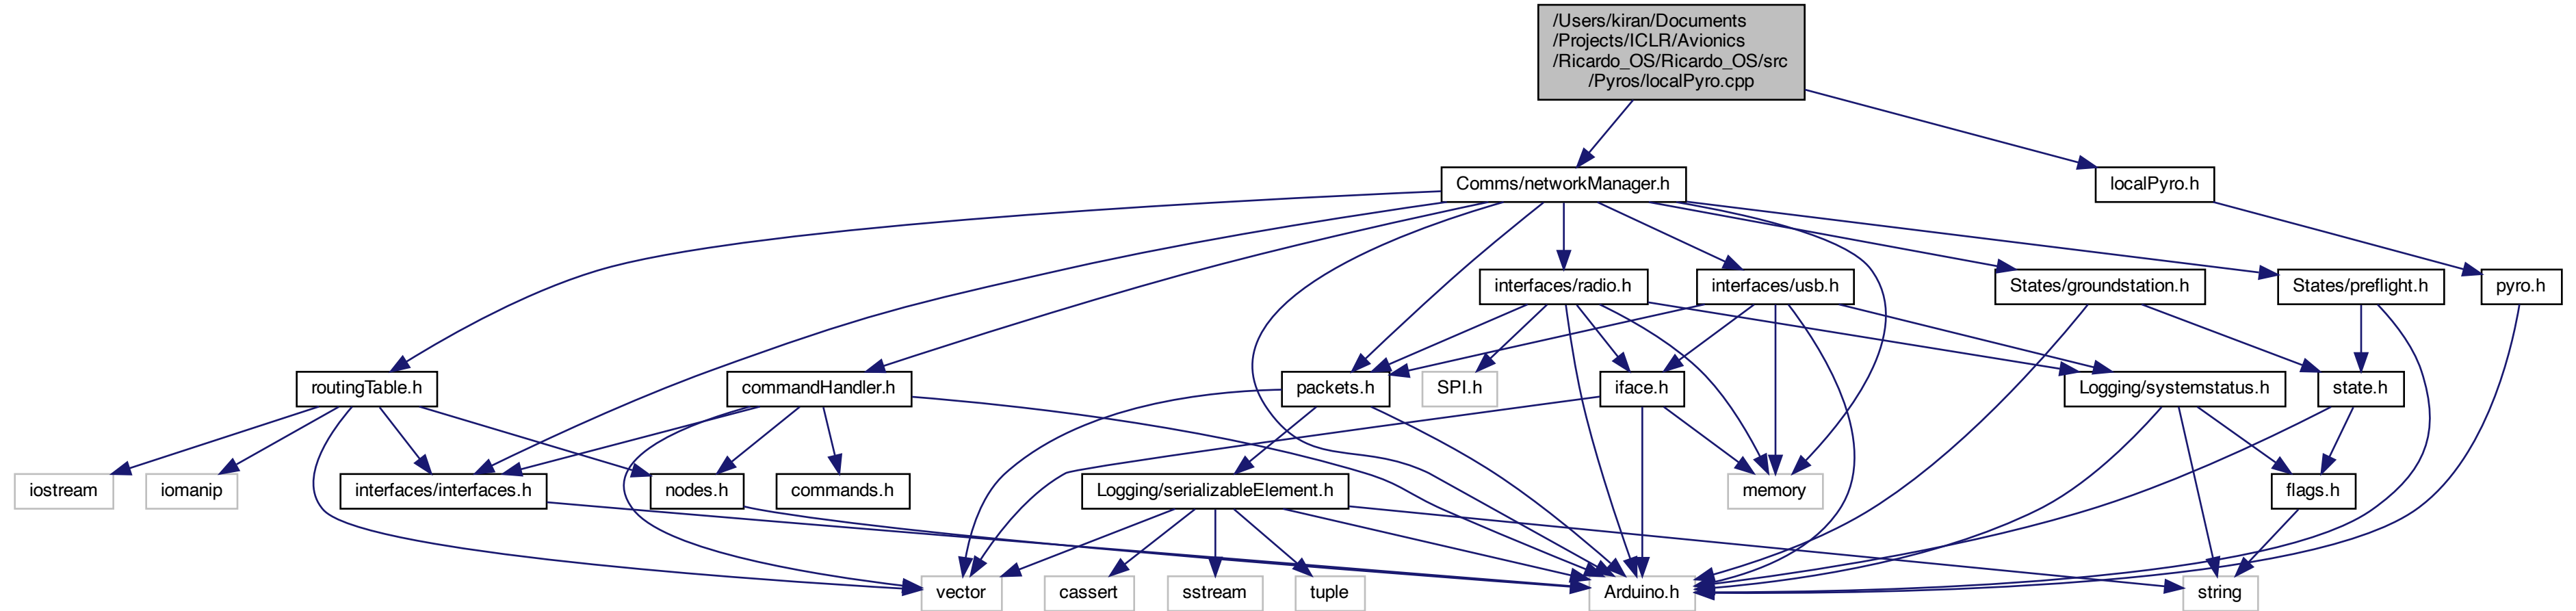 /Users/kiran/Documents
/Projects/ICLR/Avionics
/Ricardo_OS/Ricardo_OS/src
/Pyros/localPyro.cpp
Comms/networkManager.h
localPyro.h
interfaces/radio.h
interfaces/usb.h
States/groundstation.h
States/preflight.h
pyro.h
routingTable.h
commandHandler.h
packets.h
SPI.h
iface.h
Logging/systemstatus.h
state.h
iostream
iomanip
interfaces/interfaces.h
nodes.h
commands.h
Logging/serializableElement.h
memory
flags.h
vector
cassert
sstream
tuple
Arduino.h
string